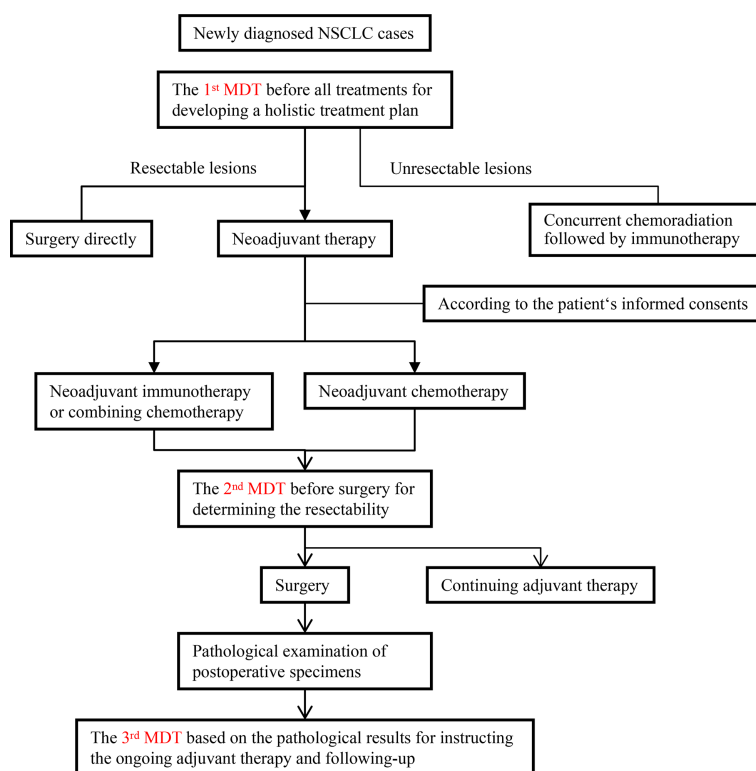 Newly diagnosed NSCLC cases
The 1st MDT before all treatments for
developing a holistic treatment plan
Resectable lesions
Unresectable lesions
Surgery directly
Neoadjuvant therapy
Concurrent chemoradiation
followed by immunotherapy
According to the patient‘s informed consents
Neoadjuvant immunotherapy
or combining chemotherapy
Neoadjuvant chemotherapy
The 2nd MDT before surgery for
determining the resectability
Surgery
Continuing adjuvant therapy
Pathological examination of
postoperative specimens
The 3rd MDT based on the pathological results for instructing
the ongoing adjuvant therapy and following-up